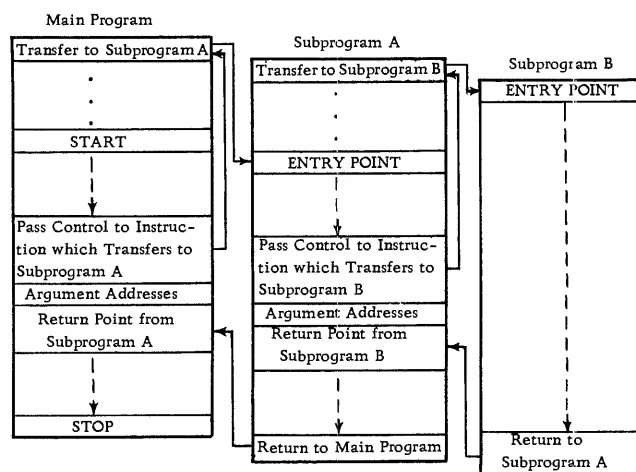 Main Program
Transfer to Subprogram A
START
Pass Control to Instruc-
tion which Transfers to
Subprogram A
Argument Addresses
Return Point from
Subprogram A
STOP
Subprogram A
Transfer to Subprogram B
ENTRY POINT
Pass Control to Instruc-
tion which Transfers to
Subprogram B
Argument Addresses
Return Point from
Subprogram B
Return to Main Program
Subprogram B
ENTRY POINT
Return to
Subprogram A